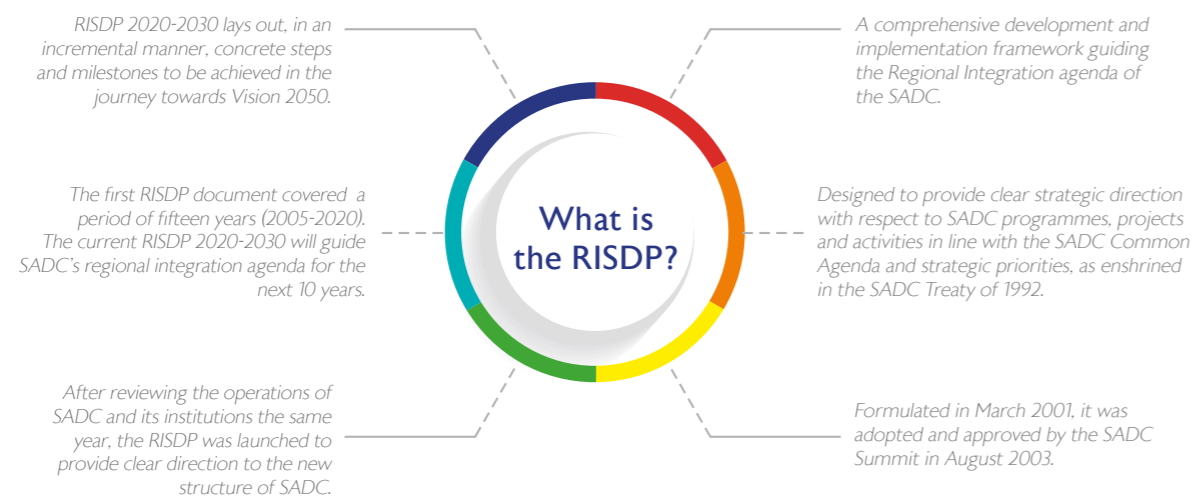 What is
the RISDP?
A comprehensive development and
implementation framework guiding
the Regional Integration agenda of
the SADC.
Designed to provide clear strategic direction
with respect to SADC programmes, projects
and activities in line with the SADC Common
Agenda and strategic priorities, as enshrined
in the SADC Treaty of 1992.
Formulated in March 2001, it was
adopted and approved by the SADC
Summit in August 2003.
After reviewing the operations of
SADC and its institutions the same
year, the RISDP was launched to
provide clear direction to the new
structure of SADC.
The first RISDP document covered a
period of fifteen years (2005-2020).
The current RISDP 2020-2030 will guide
SADC's regional integration agenda for the
next 10 years.
RISDP 2020-2030 lays out, in an
incremental manner, concrete steps
and milestones to be achieved in the
journey towards Vision 2050.